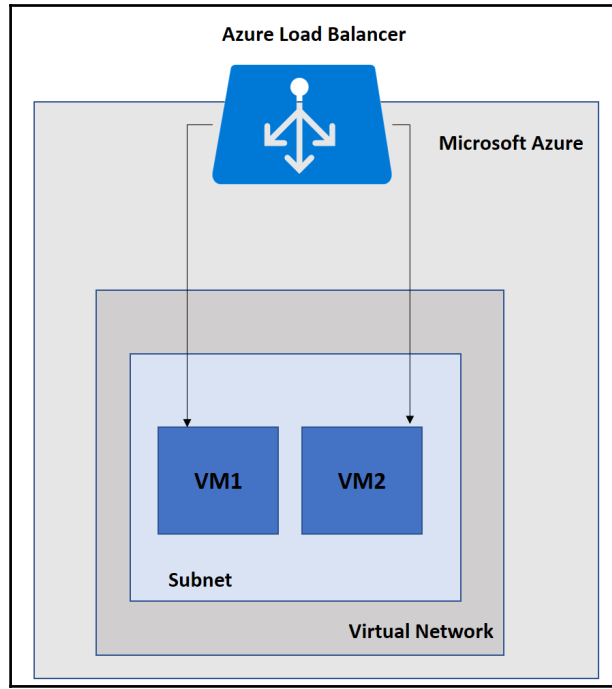 Azure Load Balancer
Microsoft Azure
VM1
VM2
Subnet
Virtual Network